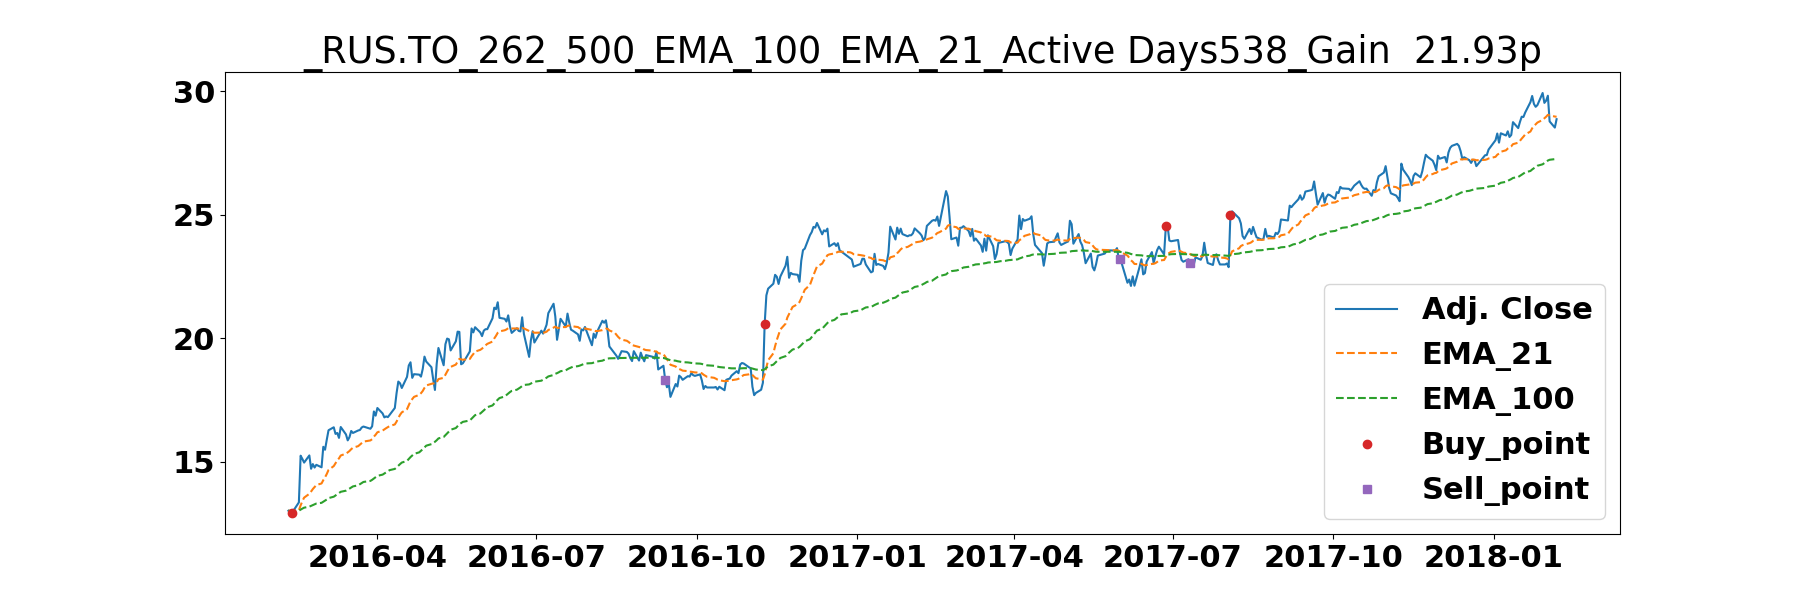 _RUS.TO_262_500_EMA_100_EMA_21_Active Days538_Gain  21.93p
30
25
20
15
Adj. Close
EMA_21
EMA_100
Buy_point
Sell_point
2016-04 2016-07 2016-10 2017-01 2017-04 2017-07 2017-10 2018-01